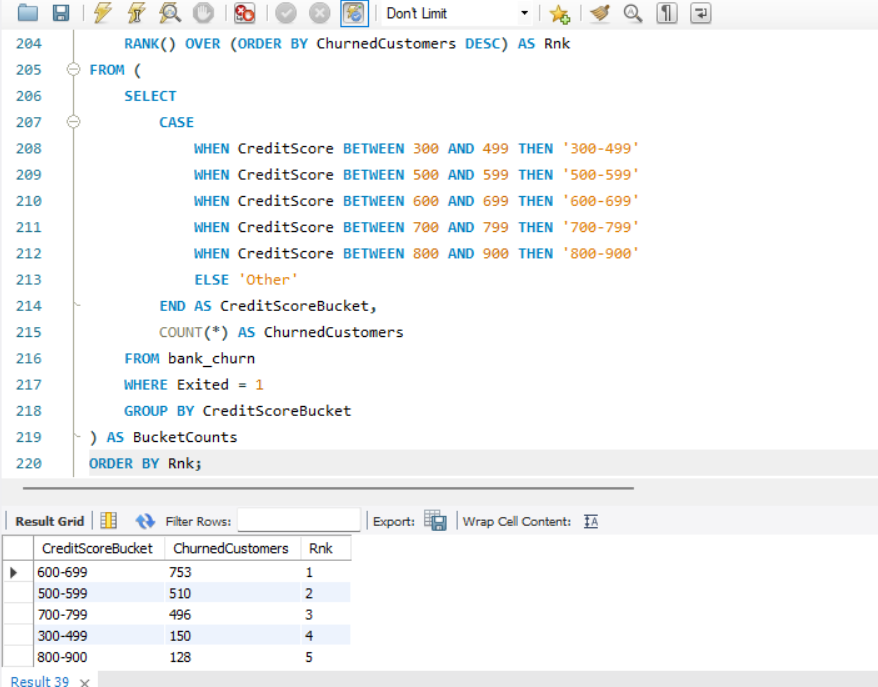 Don't Limit
204 RANK() OVER (ORDER BY ChurnedCustomers DESC) AS Rnk
205 FROM (
206 SELECT
207 CASE
208 WHEN CreditScore BETWEEN 300 AND 499 THEN '300-499'
209 WHEN CreditScore BETWEEN 500 AND 599 THEN '500-599'
210 WHEN CreditScore BETWEEN 600 AND 699 THEN '600-699'
211 WHEN CreditScore BETWEEN 700 AND 799 THEN '700-799'
212 WHEN CreditScore BETWEEN 800 AND 900 THEN '800-900'
213 ELSE 'Other'
214 END AS CreditScoreBucket,
215 COUNT(*) AS ChurnedCustomers
216 FROM bank_churn
217 WHERE Exited = 1
218 GROUP BY CreditScoreBucket
219 ) AS BucketCounts
220 ORDER BY Rnk;
Result Grid Filter Rows: Export: Wrap Cell Content: IA
CreditScoreBucket ChurnedCustomers Rnk
600-699 753 1
500-599 510 2
700-799 496 3
300-499 150 4
800-900 128 5
Result 39 ×